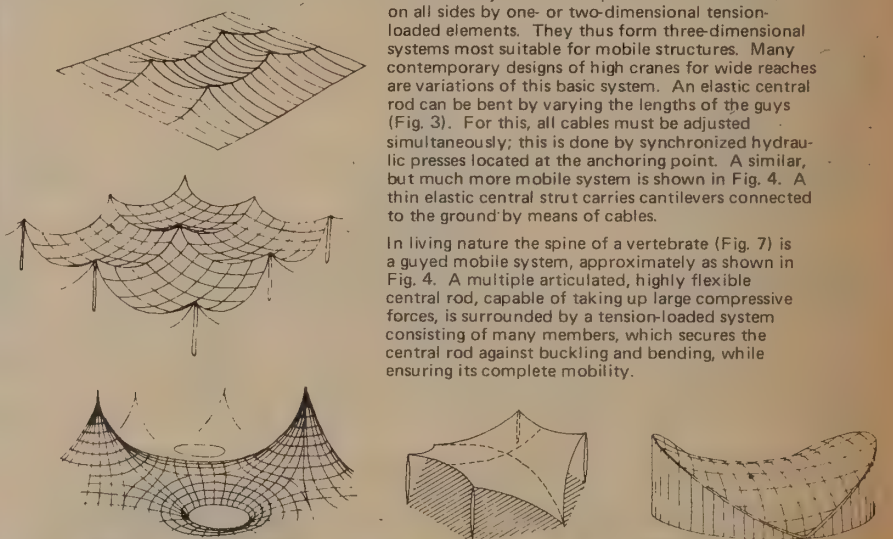 on all sides by one- or two-dimensional tension-
loaded elements. They thus form three-dimensional
systems most suitable for mobile structures. Many
contemporary designs of high cranes for wide reaches
are variations of this basic system. An elastic central
rod can be bent by varying the lengths of the guys
(Fig. 3). For this, all cables must be adjusted
simultaneously; this is done by synchronized hydrau-
lic presses located at the anchoring point. A similar,
but much more mobile system is shown in Fig. 4. A
thin elastic central strut carries cantilevers connected
to the ground by means of cables.
In living nature the spine of a vertebrate (Fig. 7) is
a guyed mobile system, approximately as shown in
Fig. 4. A multiple articulated, highly flexible
central rod, capable of taking up large compressive
forces, is surrounded by a tension-loaded system
consisting of many members, which secures the
central rod against buckling and bending, while
ensuring its complete mobility.